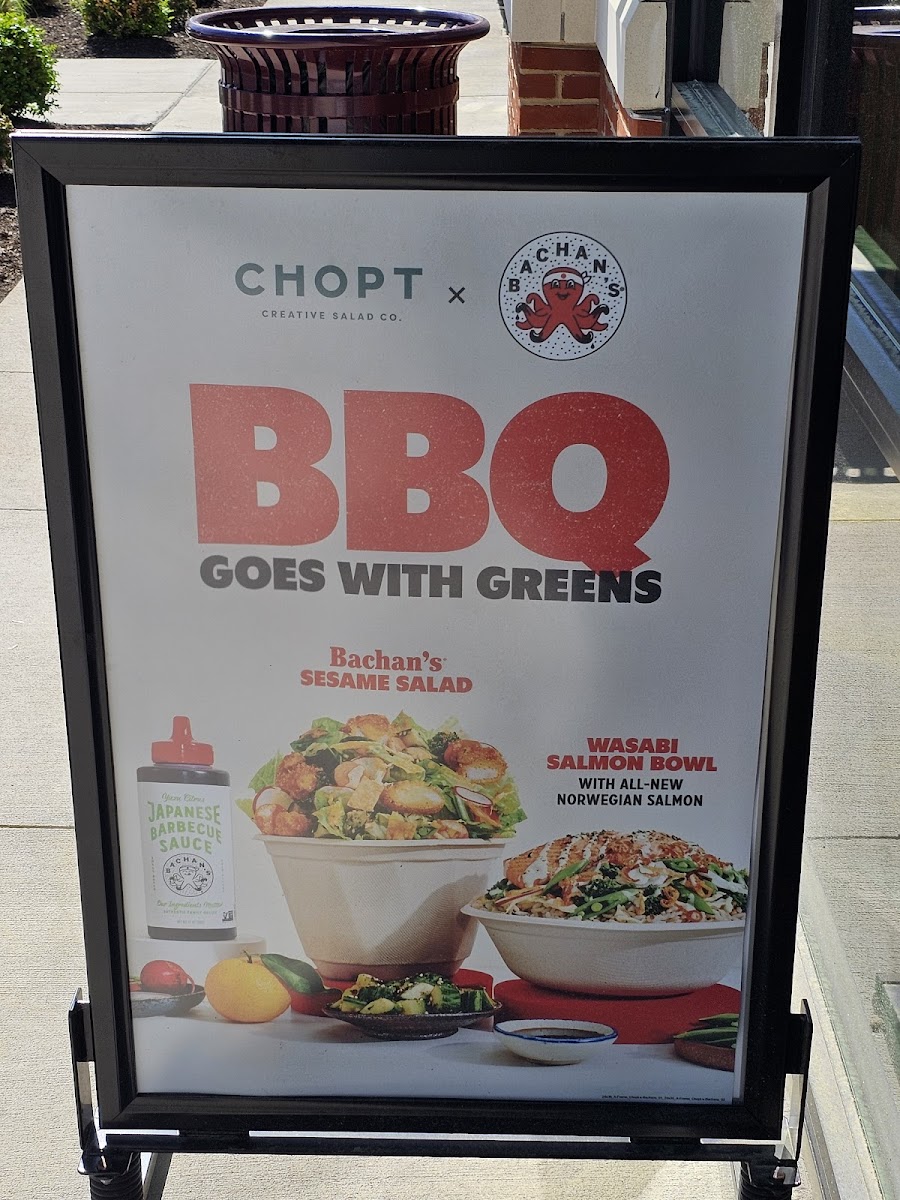 CHOPT
CREATIVE SALAD CO.
×
BACHAN'S®
BBQ
GOES WITH GREENS
Bachan's®
SESAME SALAD
WASABI
SALMON BOWL
WITH ALL-NEW
NORWEGIAN SALMON
JAPANESE
BARBECUE
SAUCE
BACHAN'S